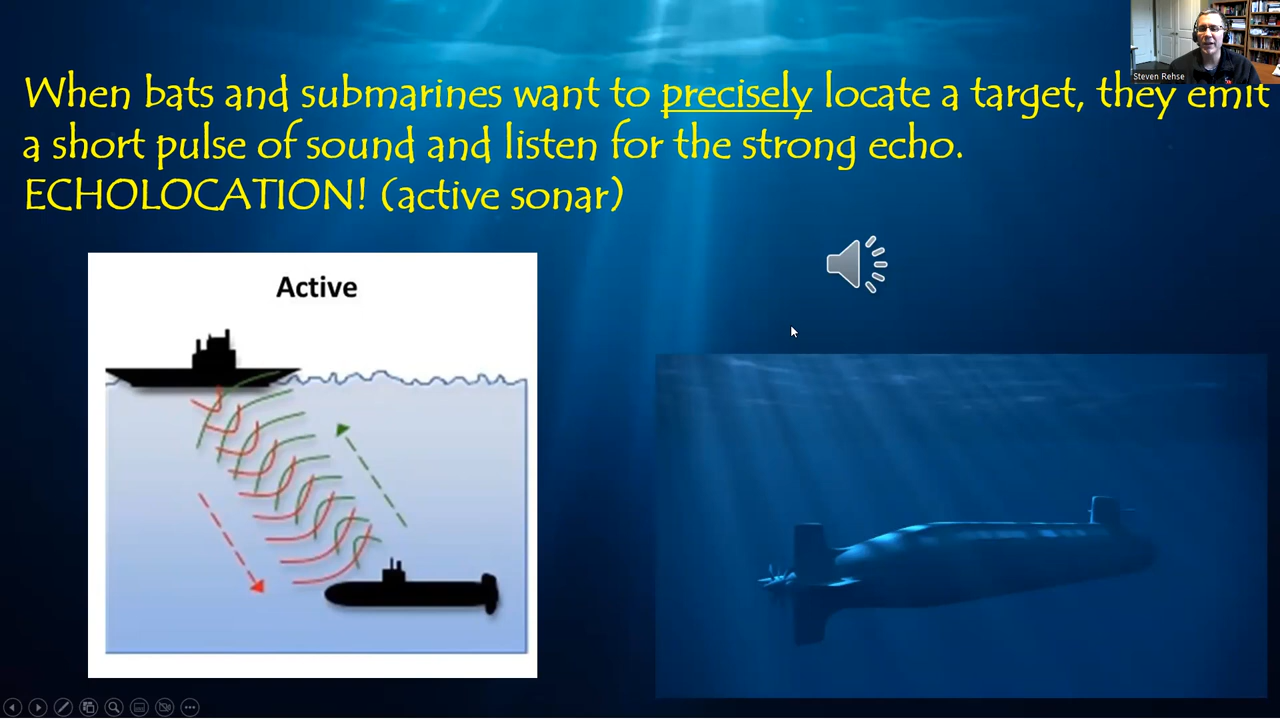 Steven Rehse
When bats and submarines want to precisely locate a target, they emit
a short pulse of sound and listen for the strong echo.
ECHOLOCATION! (active sonar)
Active